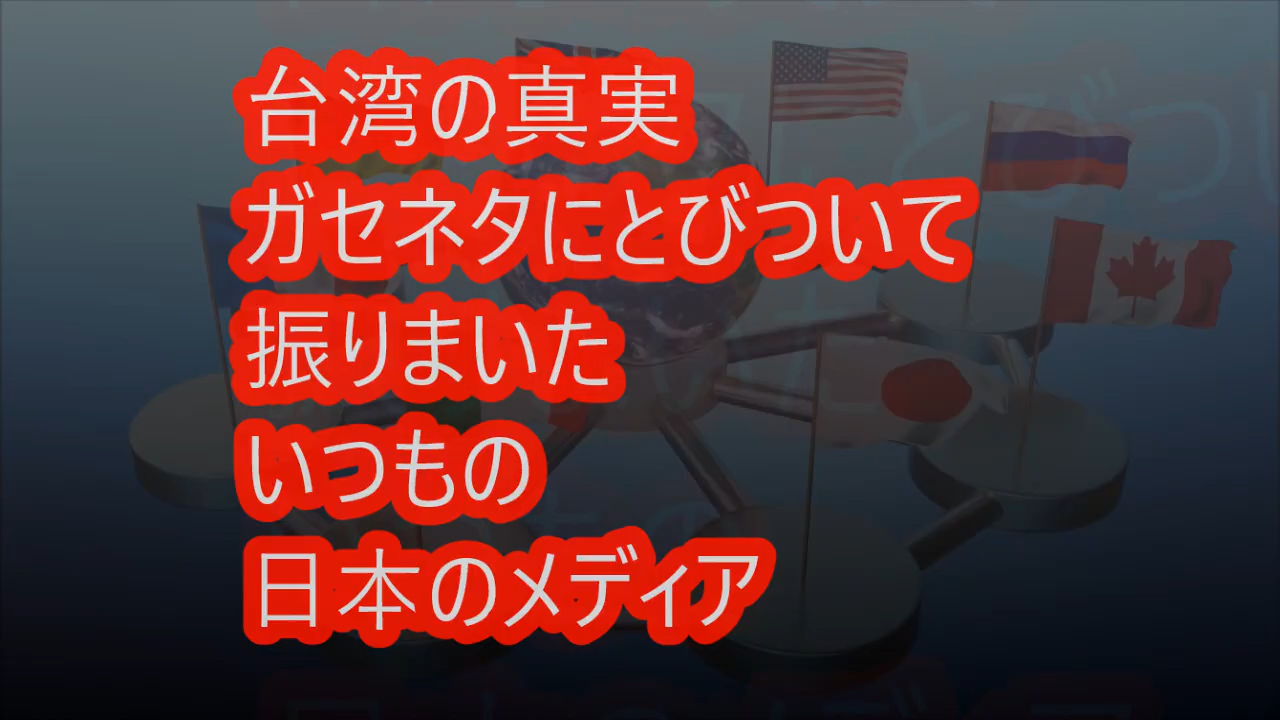 台湾の真実
ガセネタにとびついて
振りまいた
いつもの
日本のメディア